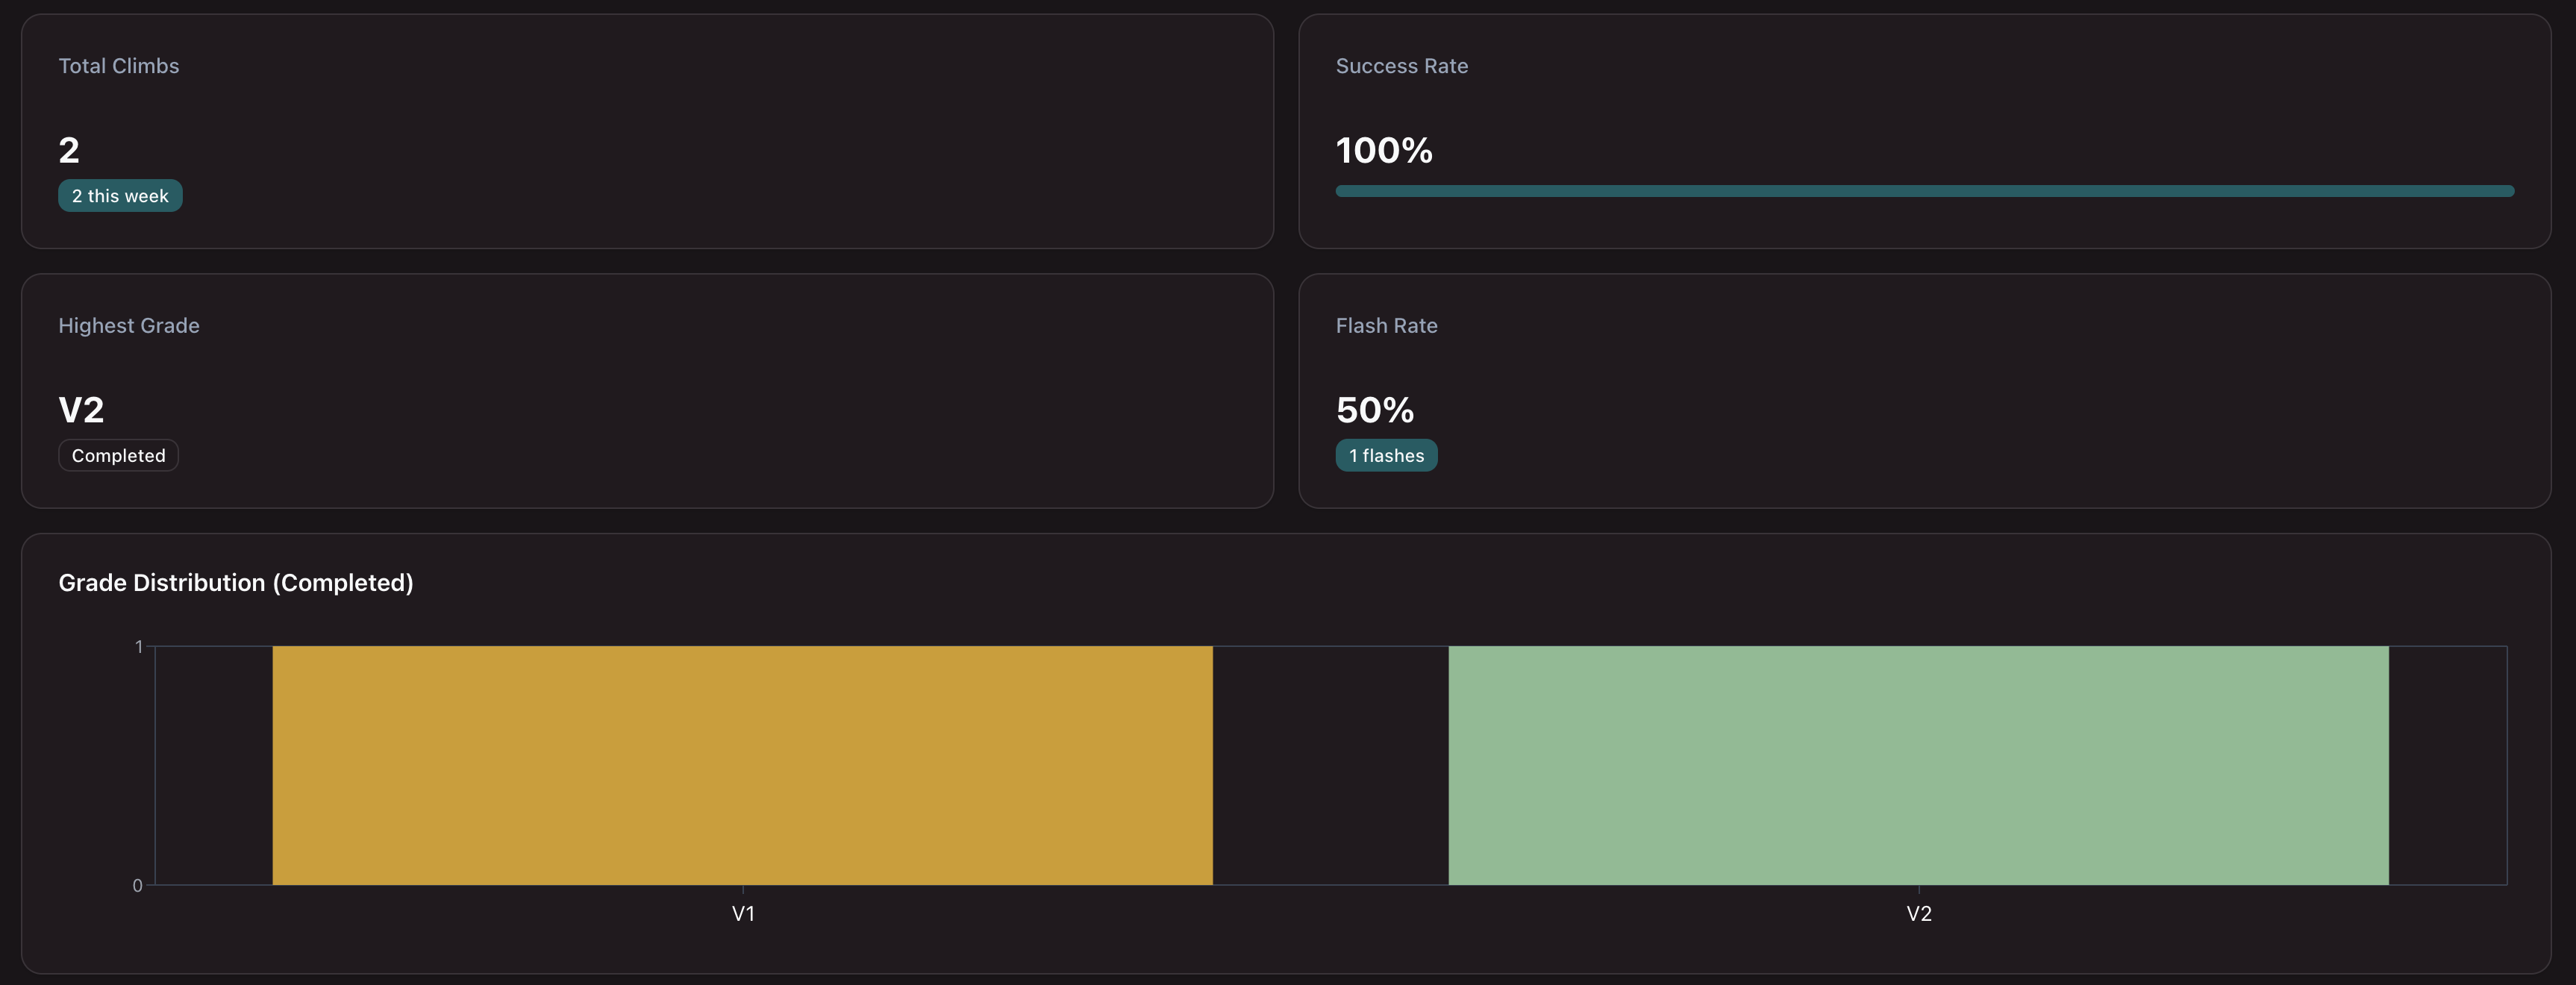 Total Climbs
2
2 this week
Success Rate
100%
Highest Grade
V2
Completed
Flash Rate
50%
1 flashes
Grade Distribution (Completed)
1
0
V1
V2